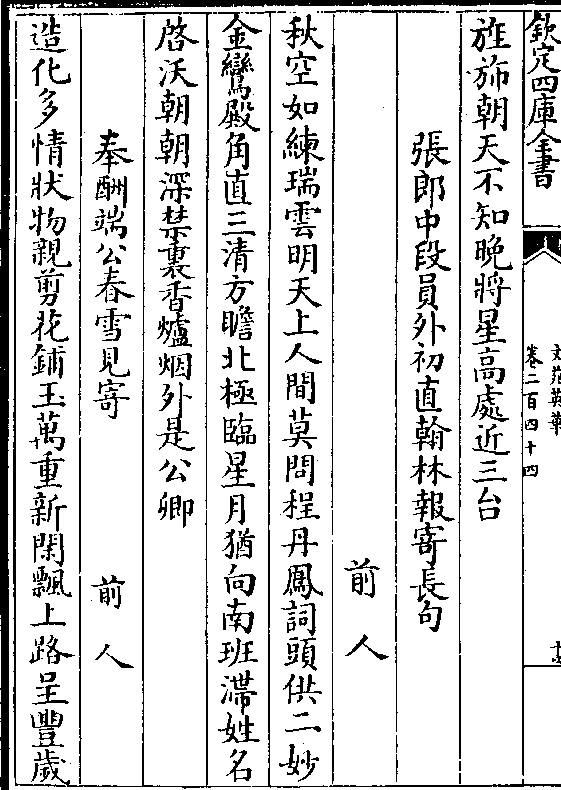 欽定四庫全書
文苑英華
卷二百四十四
旌斾朝天不知晩將星高處近三台
張郎中段員外初直翰林報寄長句
前人
秋空如練瑞雲明天上人間莫問程丹鳳詞頭供二妙
金鑾殿角直三清方瞻北極臨星月猶向南班滯姓名
啓沃朝朝深禁裏香爐烟外是公卿
奉酬端公春雪見寄
前人
造化多情狀物親剪花鋪玉萬重新閑飄上路呈豐歲